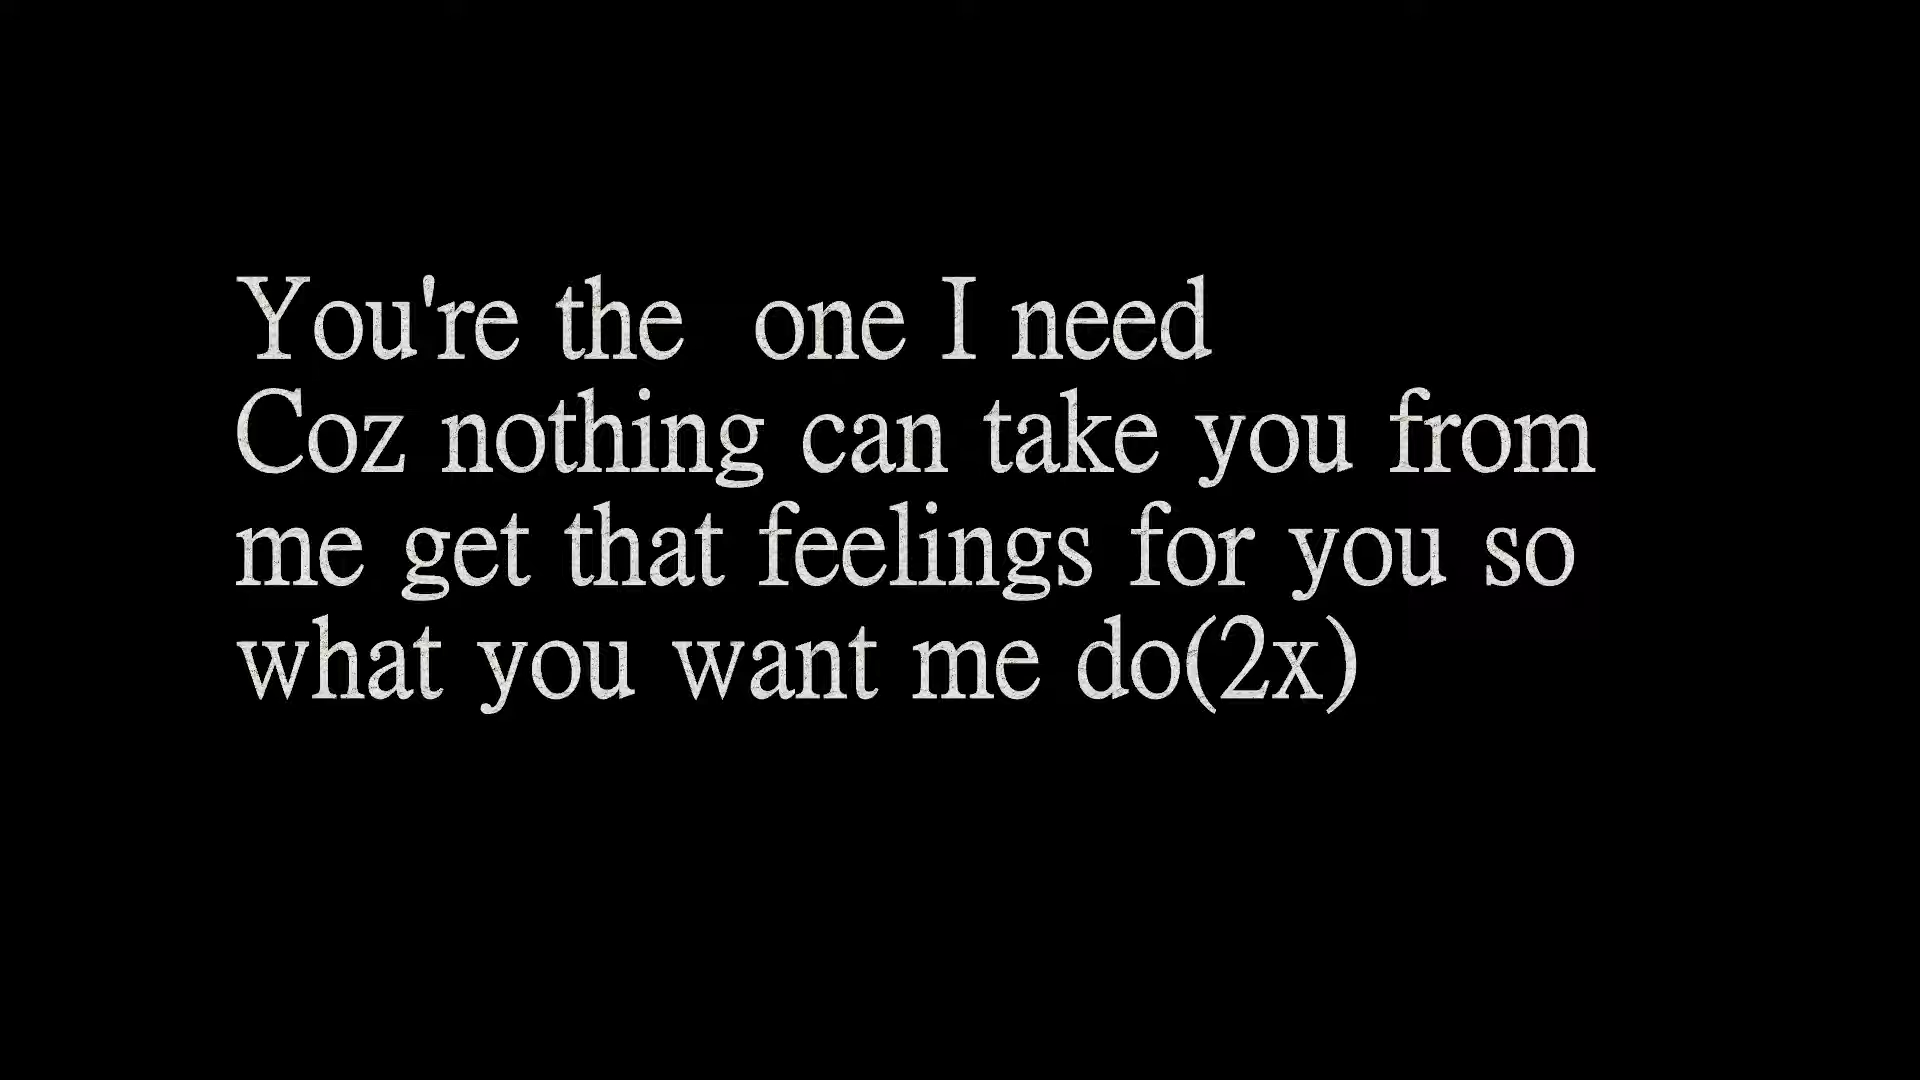 You're the  one I need
Coz nothing can take you from
me get that feelings for you so
what you want me do(2x)